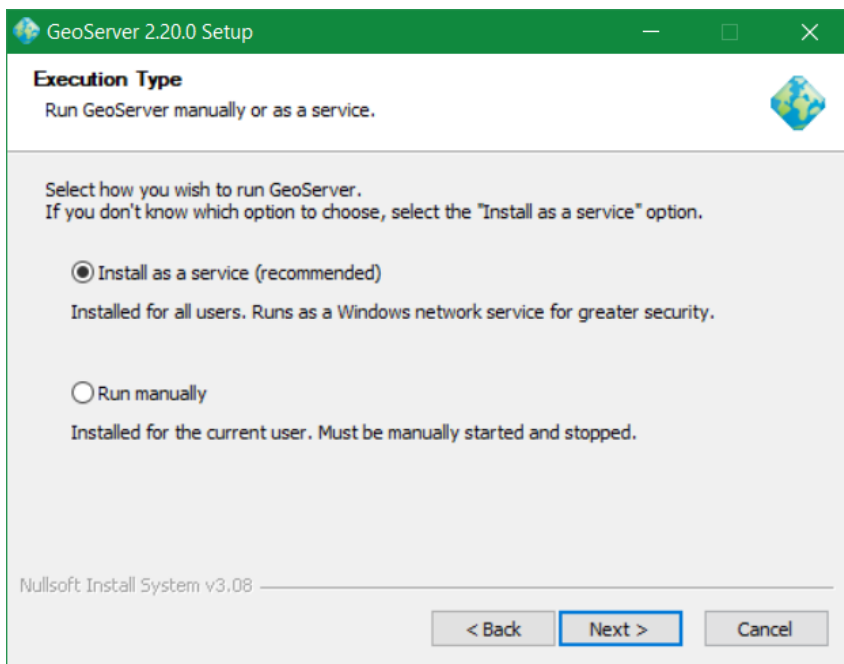 GeoServer 2.20.0 Setup
Execution Type
Run GeoServer manually or as a service.
Select how you wish to run GeoServer.
If you don't know which option to choose, select the "Install as a service" option.
Install as a service (recommended)
Installed for all users. Runs as a Windows network service for greater security.
Run manually
Installed for the current user. Must be manually started and stopped.
Nullsoft Install System v3.08
< Back Next > Cancel